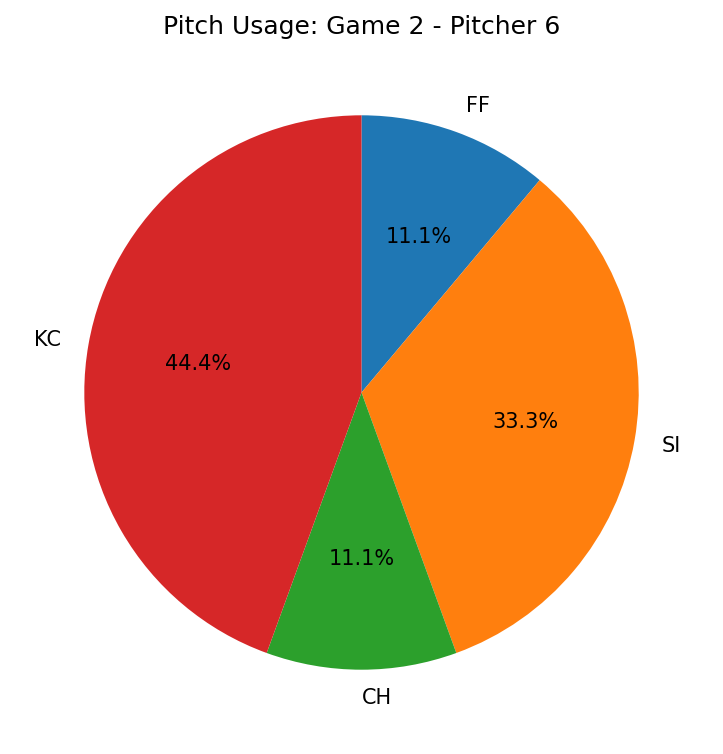 Pitch Usage: Game 2 - Pitcher 6
FF
11.1%
KC
44.4%
33.3%
SI
11.1%
CH